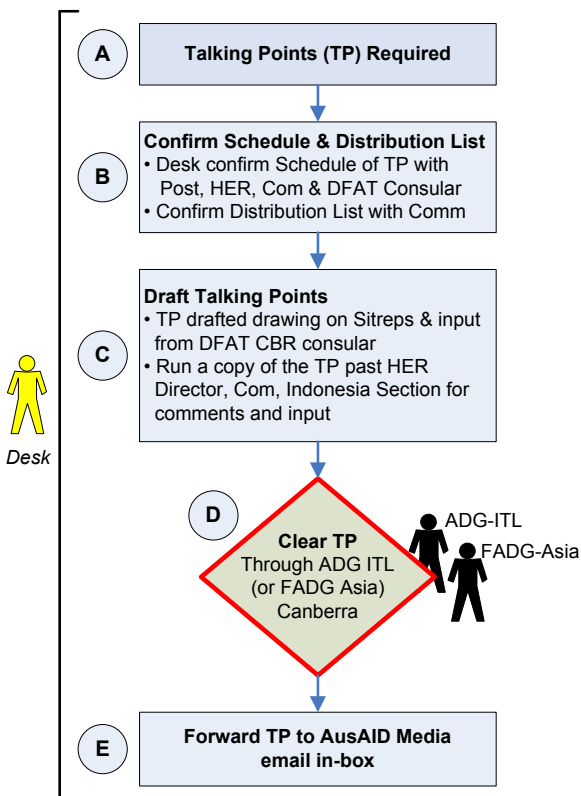 A
Talking Points (TP) Required
B
Confirm Schedule & Distribution List
• Desk confirm Schedule of TP with
Post, HER, Com & DFAT Consular
• Confirm Distribution List with Comm
C
Draft Talking Points
• TP drafted drawing on Sitreps & input
from DFAT CBR consular
• Run a copy of the TP past HER
Director, Com, Indonesia Section for
comments and input
Desk
D
Clear TP
Through ADG ITL
(or FADG Asia)
Canberra
ADG-ITL
FADG-Asia
E
Forward TP to AusAID Media
email in-box